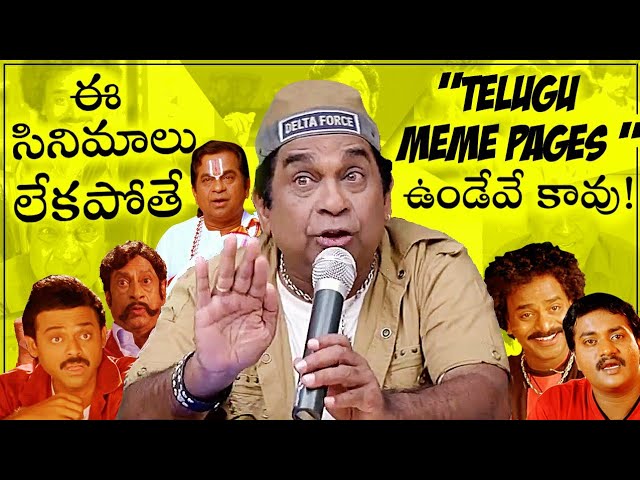 ఈ
సినిమాలు
లేకపోతే
"TELUGU
MEME PAGES"
ఉండేవే కావు!
DELTA FORCE